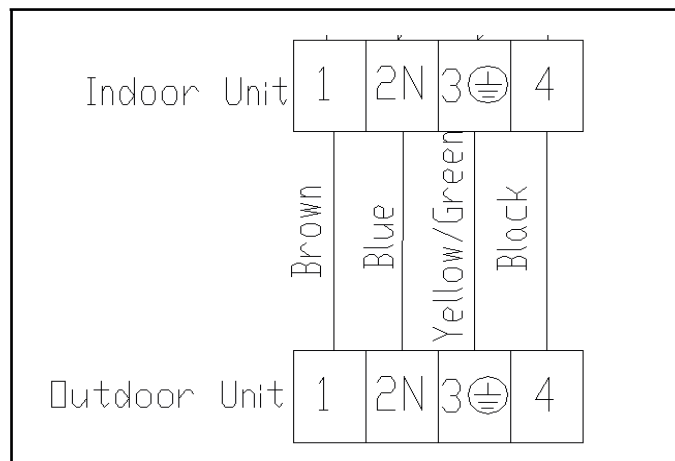 Indoor Unit 1 2N 3⏚ 4
Brown
Blue
Yellow/Green
Black
Outdoor Unit 1 2N 3⏚ 4